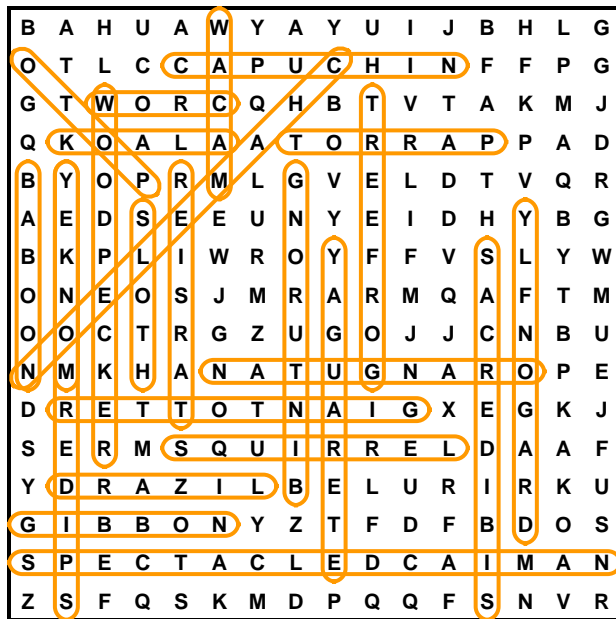 B A H U A W Y A Y U I J B H L G
O T L C C A P U C H I N F F P G
G T W O R C Q H B T V T A K M J
Q K O A L A A T O R R A P P A D
B Y O P R M L G V E L D T V Q R
A E D S E E U N Y E I D H Y B G
B K P L I W R O Y F F V S L Y W
O N E O S J M R A R M Q A F T M
O O C T R G Z U G O J J C N B U
N M K H A N A T U G N A R O P E
D R E T T O T N A I G X E G K J
S E R M S Q U I R R E L D A A F
Y D R A Z I L B E L U R I R K U
G I B B O N Y Z T F D F B D O S
S P E C T A C L E D C A I M A N
Z S F Q S K M D P Q Q F S N V R